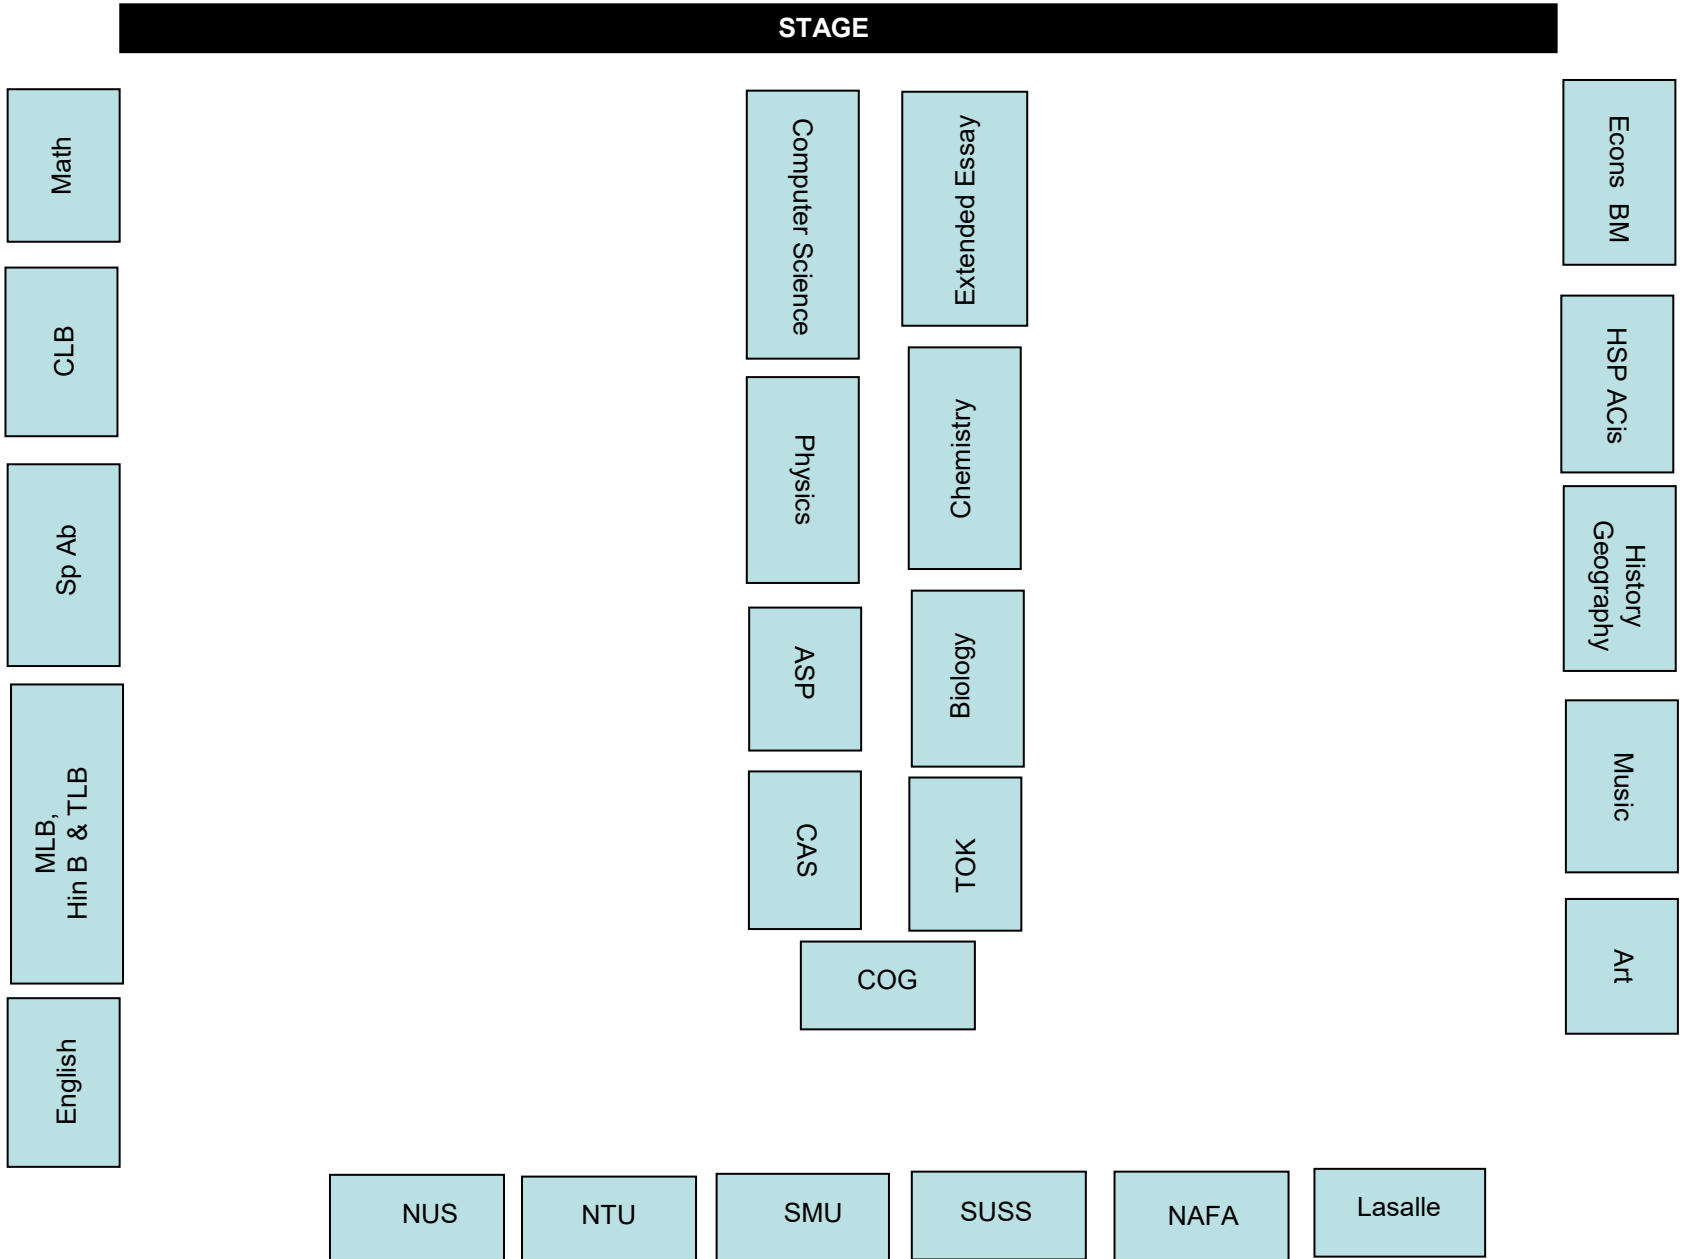 STAGE
Math
CLB
Sp Ab
MLB,
Hin B & TLB
English
Computer Science
Physics
ASP
CAS
Extended Essay
Chemistry
Biology
TOK
COG
Econs BM
HSP ACis
History
Geography
Music
Art
NUS
NTU
SMU
SUSS
NAFA
Lasalle